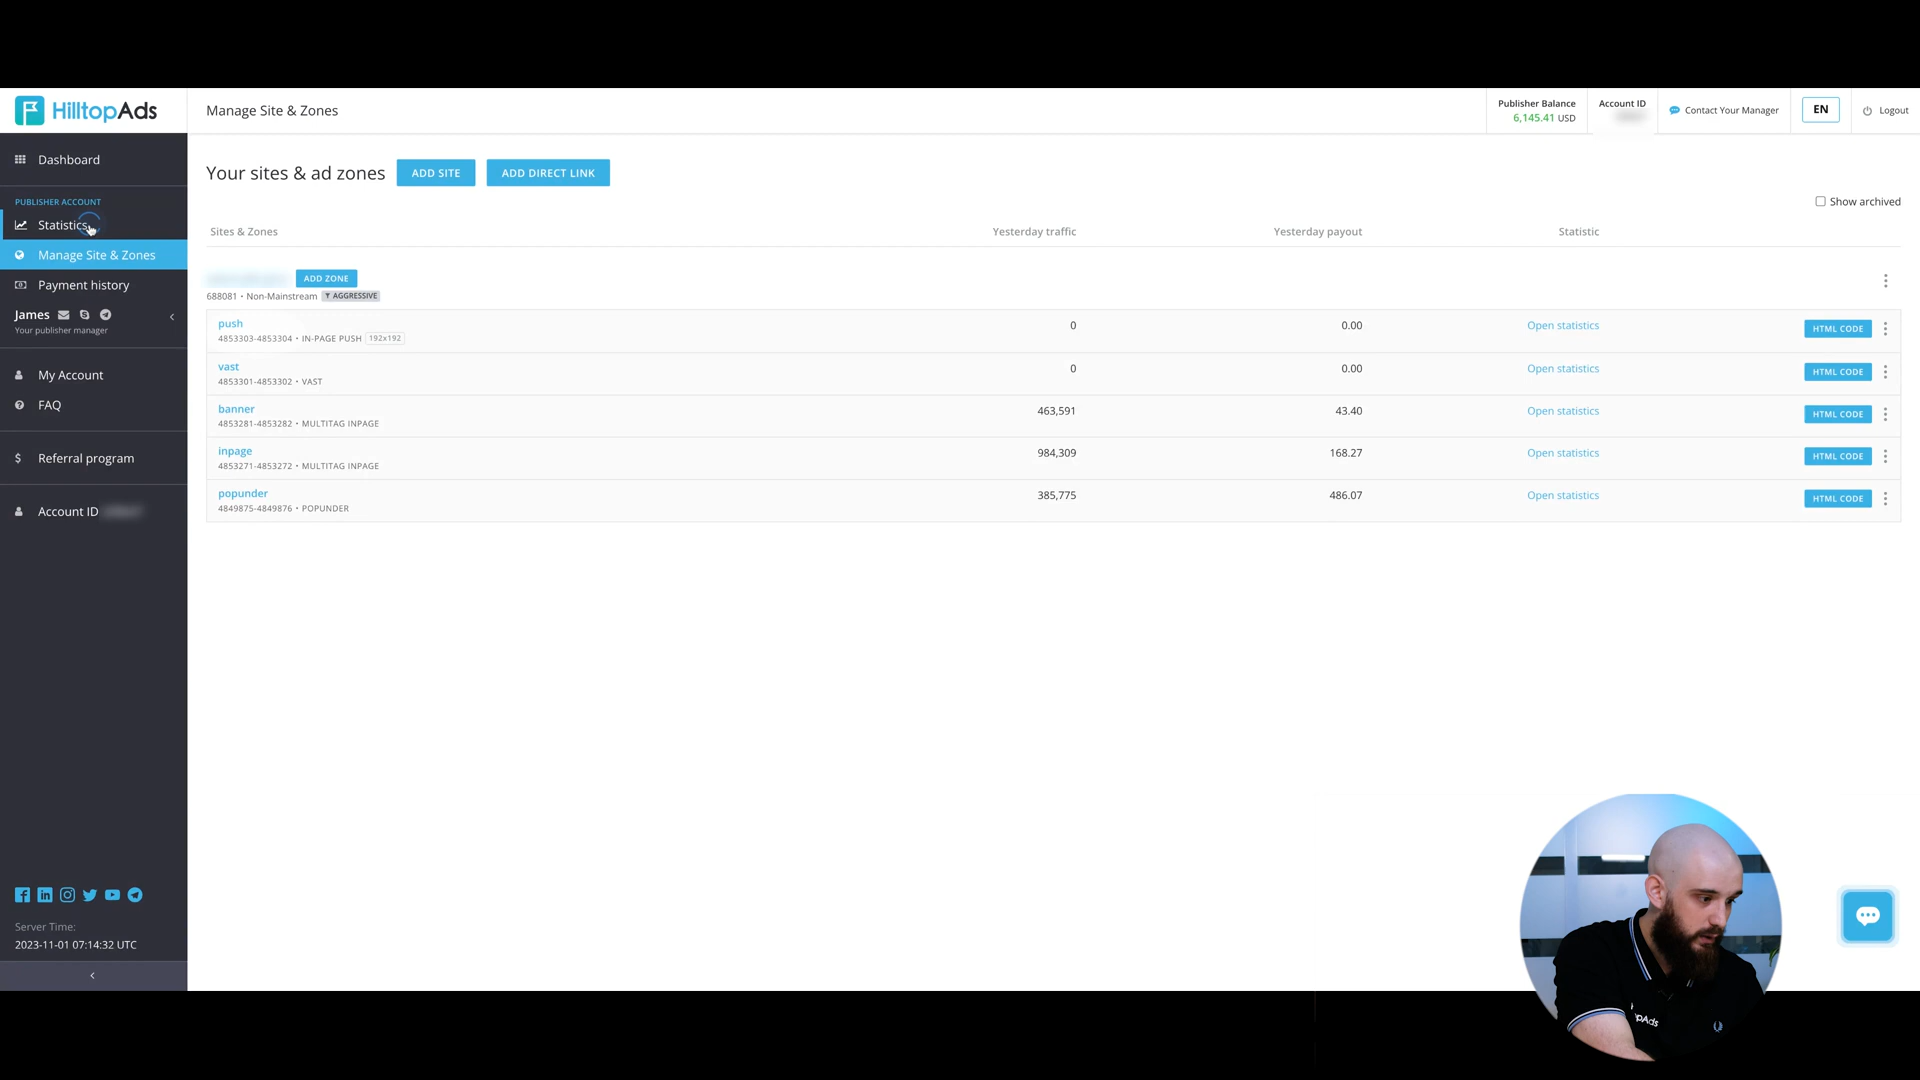 HilltopAds
Manage Site & Zones
Publisher Balance
6,145.41 USD
Account ID
Contact Your Manager
EN
Logout
Dashboard
PUBLISHER ACCOUNT
Statistics
Manage Site & Zones
Payment history
James
Your publisher manager
My Account
FAQ
Referral program
Account ID
Server Time:
2023-11-01 07:14:32 UTC
Your sites & ad zones
ADD SITE
ADD DIRECT LINK
Show archived
Sites & Zones Yesterday traffic Yesterday payout Statistic
ADD ZONE
688081 • Non-Mainstream AGGRESSIVE
push 0 0.00 Open statistics HTML CODE
4853303-4853304 • IN-PAGE PUSH 192x192
vast 0 0.00 Open statistics HTML CODE
4853301-4853302 • VAST
banner 463,591 43.40 Open statistics HTML CODE
4853281-4853282 • MULTITAG INPAGE
inpage 984,309 168.27 Open statistics HTML CODE
4853271-4853272 • MULTITAG INPAGE
popunder 385,775 486.07 Open statistics HTML CODE
4849875-4849876 • POPUNDER